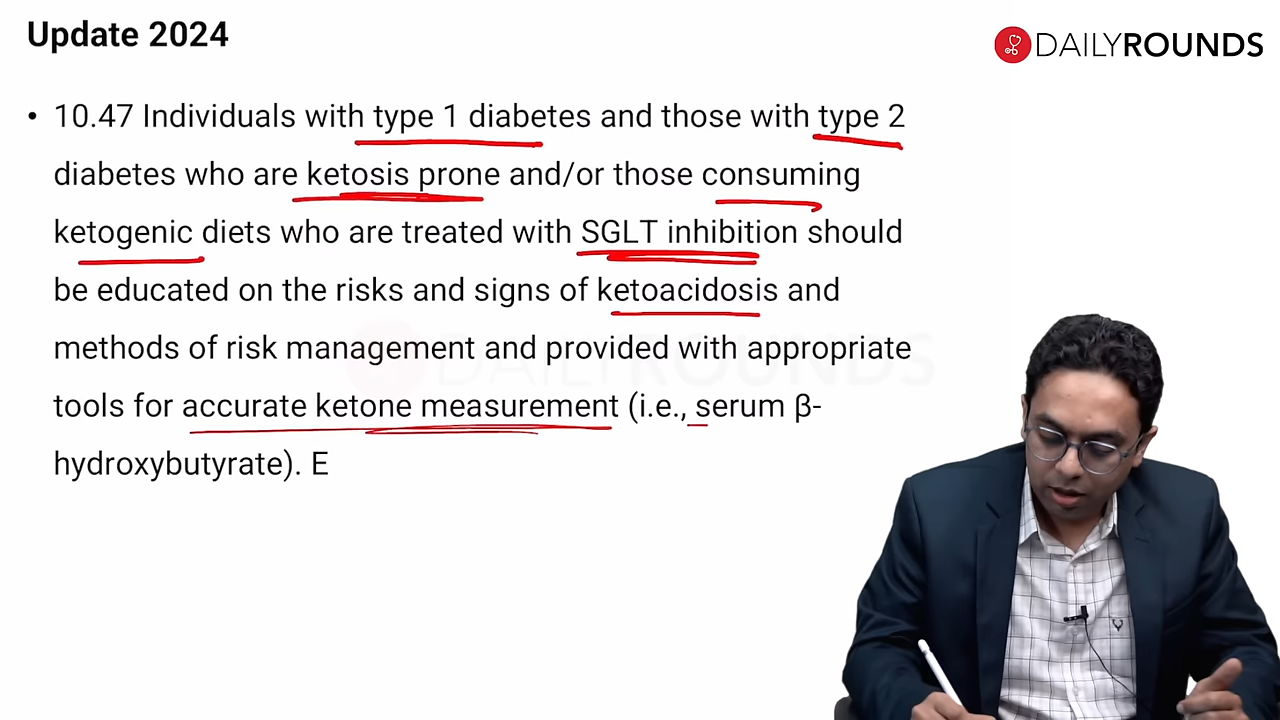 Update 2024
DAILYROUNDS
• 10.47 Individuals with type 1 diabetes and those with type 2
diabetes who are ketosis prone and/or those consuming
ketogenic diets who are treated with SGLT inhibition should
be educated on the risks and signs of ketoacidosis and
methods of risk management and provided with appropriate
tools for accurate ketone measurement (i.e., serum β-
hydroxybutyrate). E
DAILYROUNDS